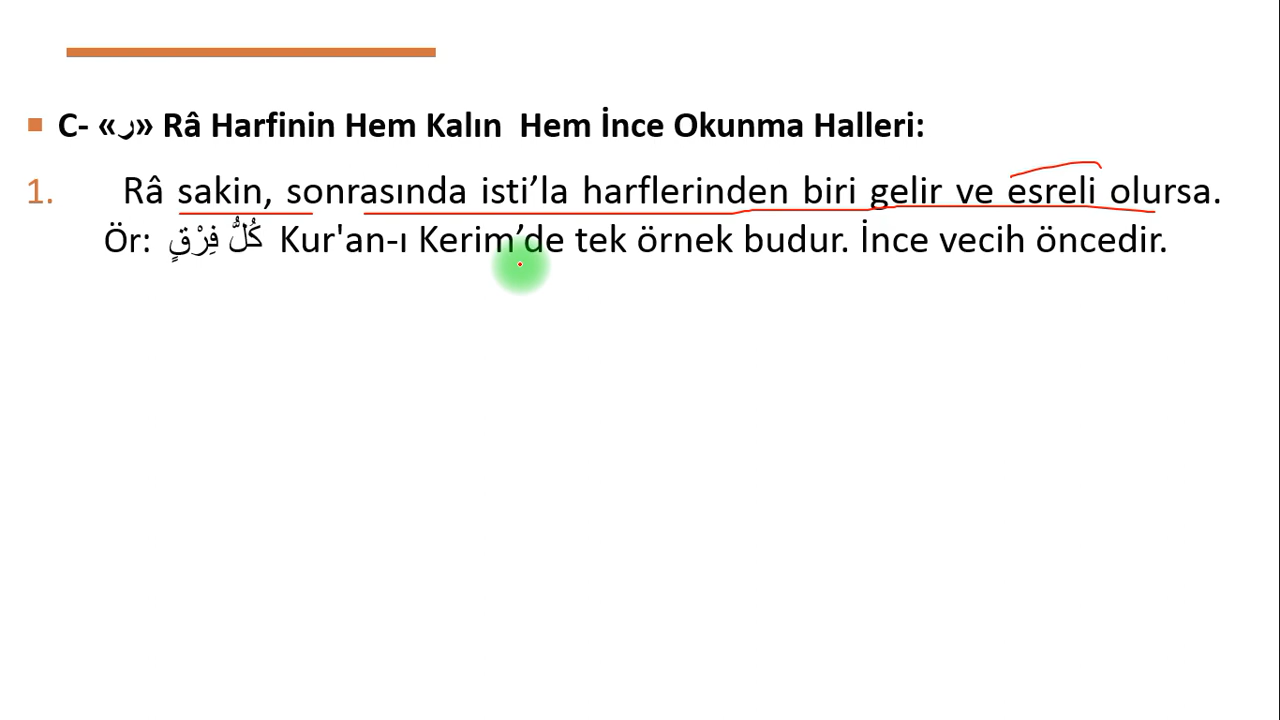 C- «ر» Râ Harfinin Hem Kalın Hem İnce Okunma Halleri:
1. Râ sakin, sonrasında isti’la harflerinden biri gelir ve esreli olursa.
Ör: كُلُّ فِرْقٍ Kur'an-ı Kerim’de tek örnek budur. İnce vecih öncedir.